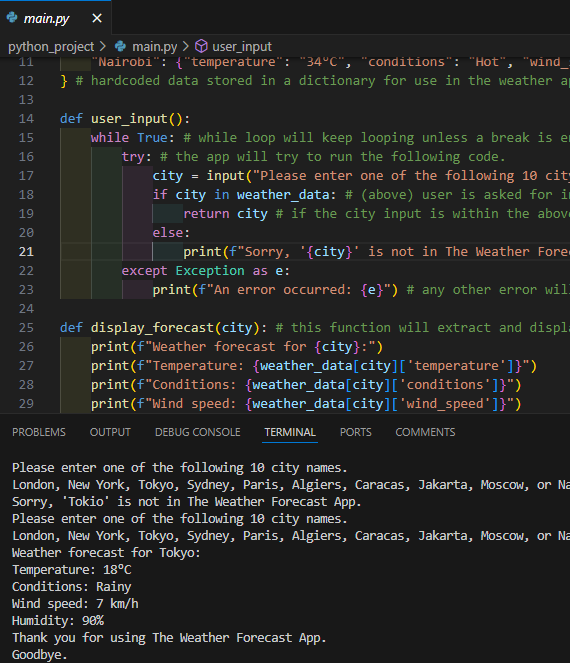 main.py ×
python_project > main.py > user_input
11 "Nairobi": {"temperature": "34ºC", "conditions": "Hot", "wind_
12 } # hardcoded data stored in a dictionary for use in the weather ap
13
14 def user_input():
15 while True: # while loop will keep looping unless a break is en
16 try: # the app will try to run the following code.
17 city = input("Please enter one of the following 10 city
18 if city in weather_data: # (above) user is asked for in
19 return city # if the city input is within the above
20 else:
21 print(f"Sorry, '{city}' is not in The Weather Forec
22 except Exception as e:
23 print(f"An error occurred: {e}") # any other error will
24
25 def display_forecast(city): # this function will extract and displa
26 print(f"Weather forecast for {city}:")
27 print(f"Temperature: {weather_data[city]['temperature']}")
28 print(f"Conditions: {weather_data[city]['conditions']}")
29 print(f"Wind speed: {weather_data[city]['wind_speed']}")
PROBLEMS OUTPUT DEBUG CONSOLE TERMINAL PORTS COMMENTS
Please enter one of the following 10 city names.
London, New York, Tokyo, Sydney, Paris, Algiers, Caracas, Jakarta, Moscow, or Na
Sorry, 'Tokio' is not in The Weather Forecast App.
Please enter one of the following 10 city names.
London, New York, Tokyo, Sydney, Paris, Algiers, Caracas, Jakarta, Moscow, or Na
Weather forecast for Tokyo:
Temperature: 18ºC
Conditions: Rainy
Wind speed: 7 km/h
Humidity: 90%
Thank you for using The Weather Forecast App.
Goodbye.